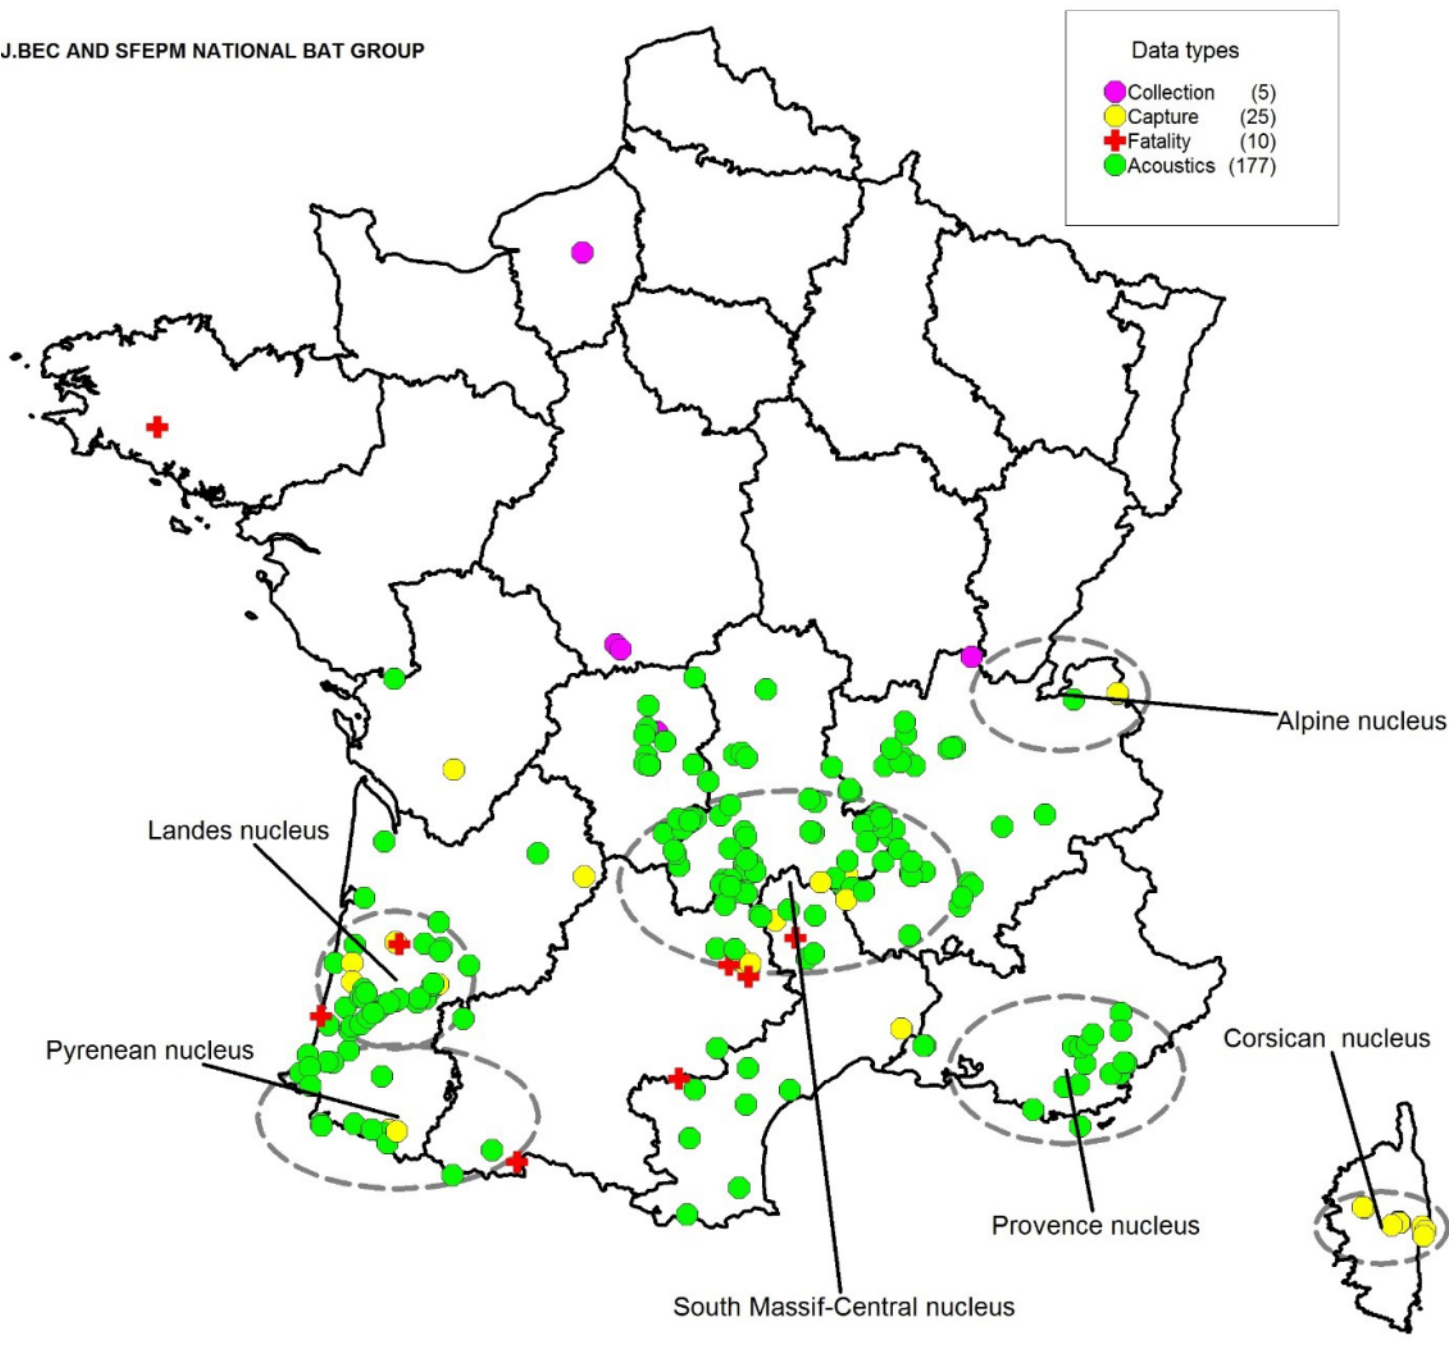 J.BEC AND SFEPM NATIONAL BAT GROUP
Data types
Collection (5)
Capture (25)
Fatality (10)
Acoustics (177)
Alpine nucleus
Landes nucleus
Pyrenean nucleus
Corsican nucleus
Provence nucleus
South Massif-Central nucleus